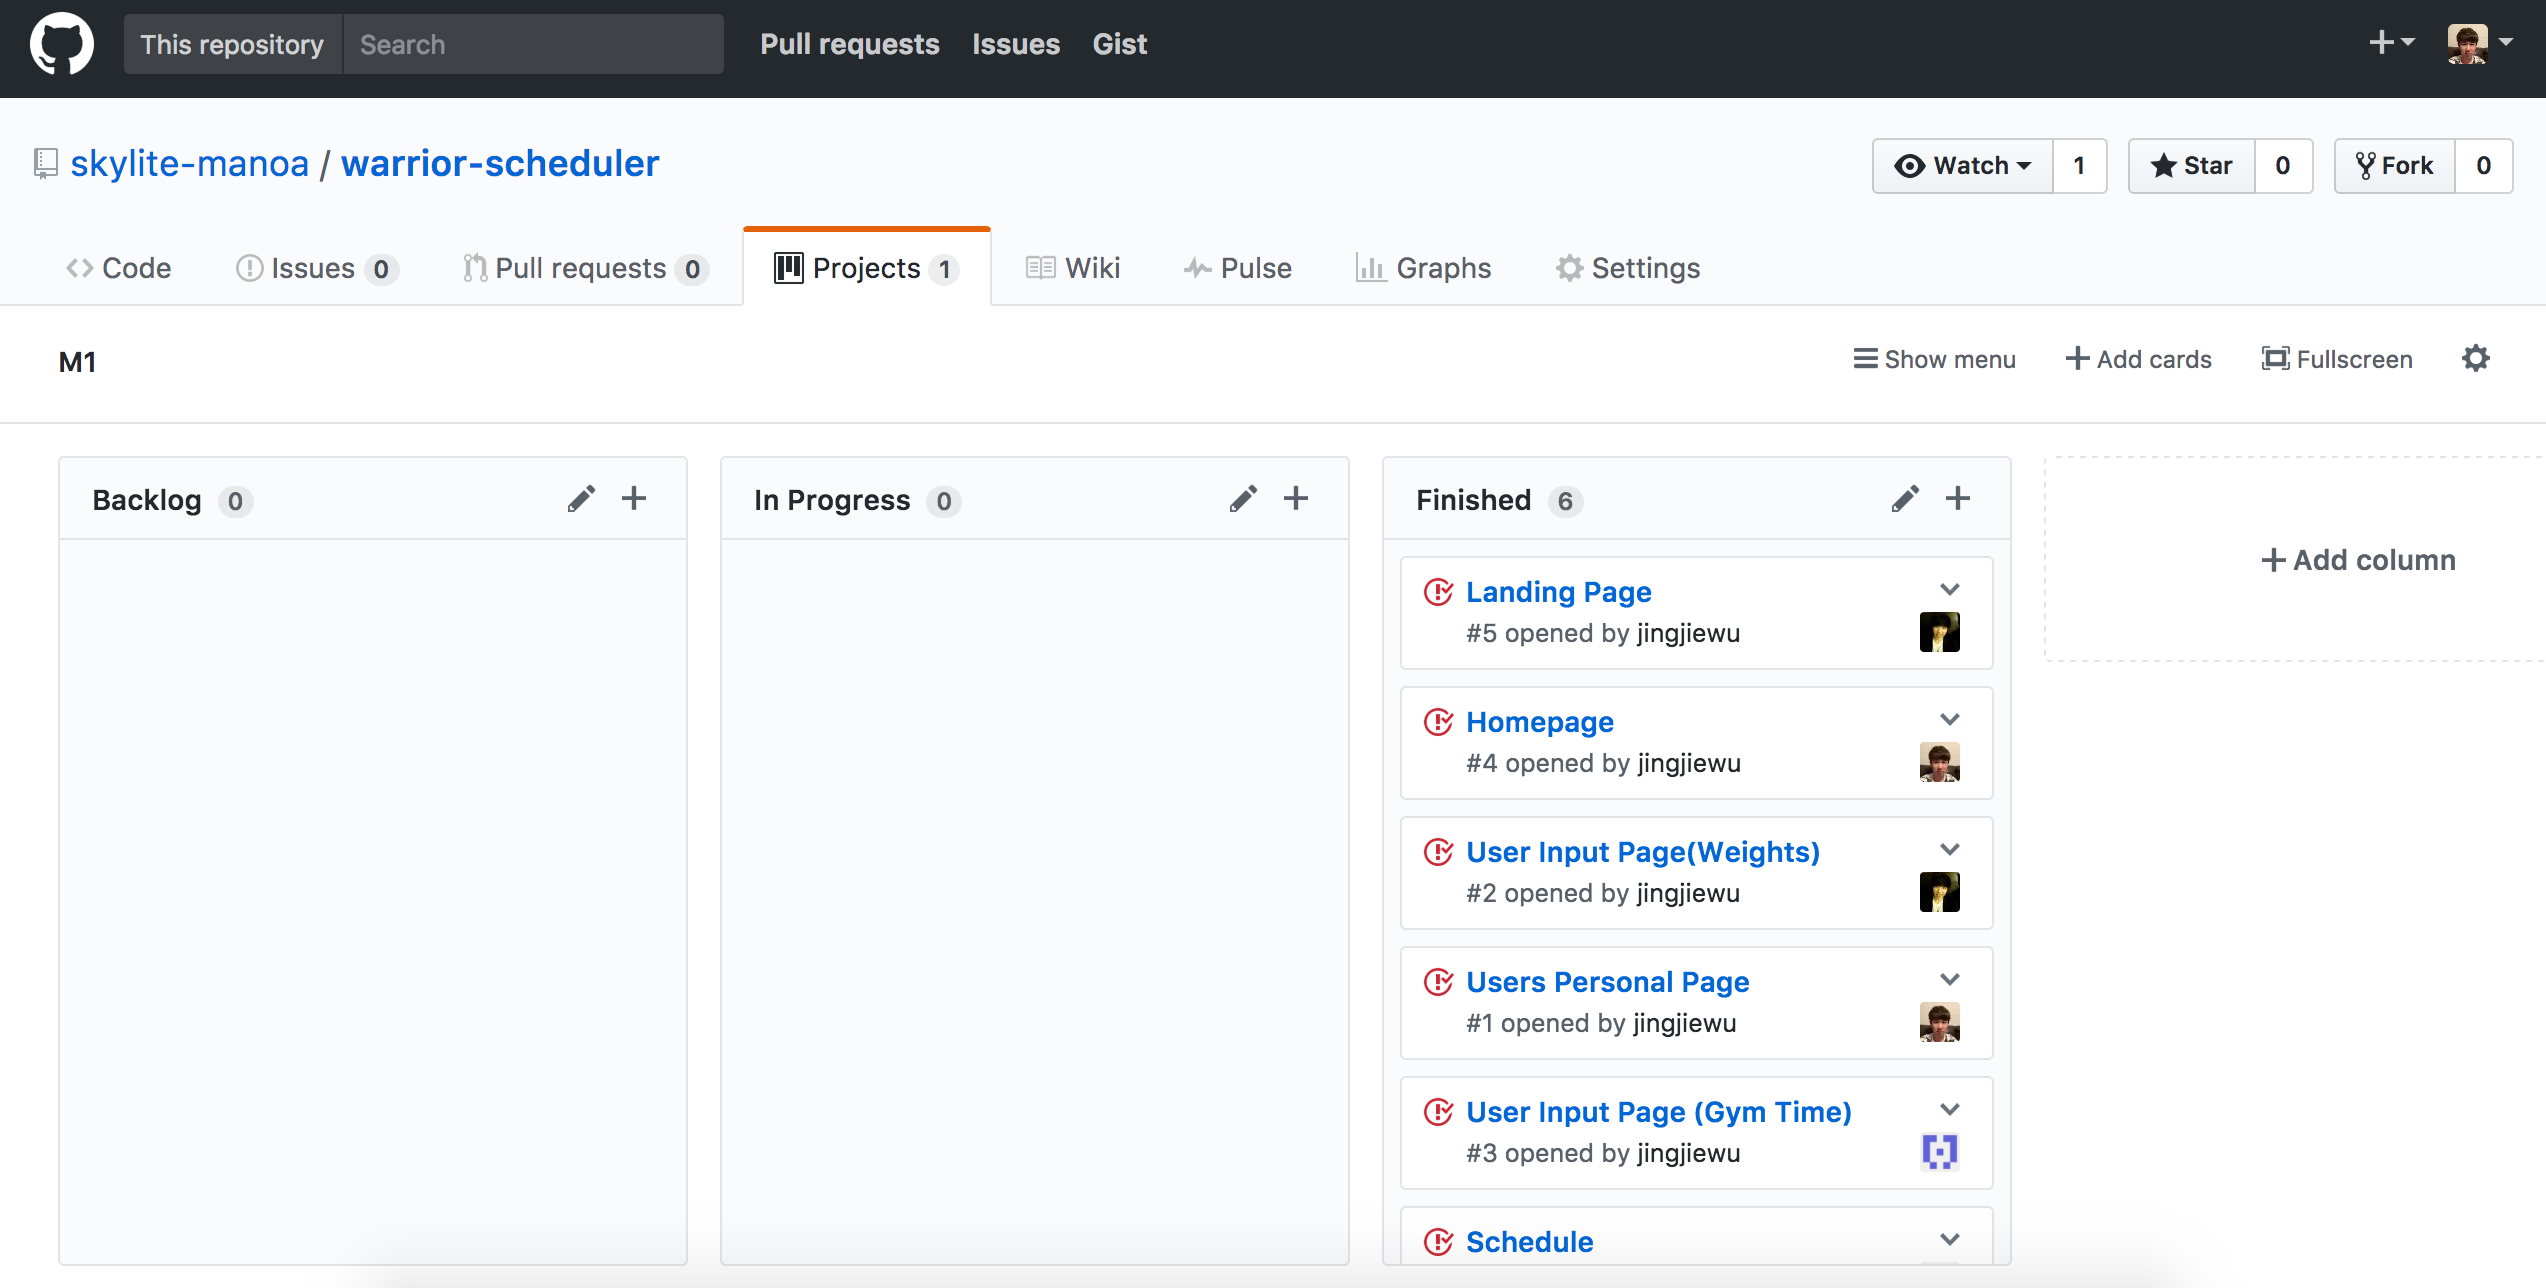 This repository Search Pull requests Issues Gist
skylite-manoa / warrior-scheduler Watch 1 Star 0 Fork 0
Code Issues 0 Pull requests 0 Projects 1 Wiki Pulse Graphs Settings
M1 Show menu Add cards Fullscreen
Backlog 0
In Progress 0
Finished 6
Landing Page
#5 opened by jingjiewu
Homepage
#4 opened by jingjiewu
User Input Page(Weights)
#2 opened by jingjiewu
Users Personal Page
#1 opened by jingjiewu
User Input Page (Gym Time)
#3 opened by jingjiewu
Schedule
Add column